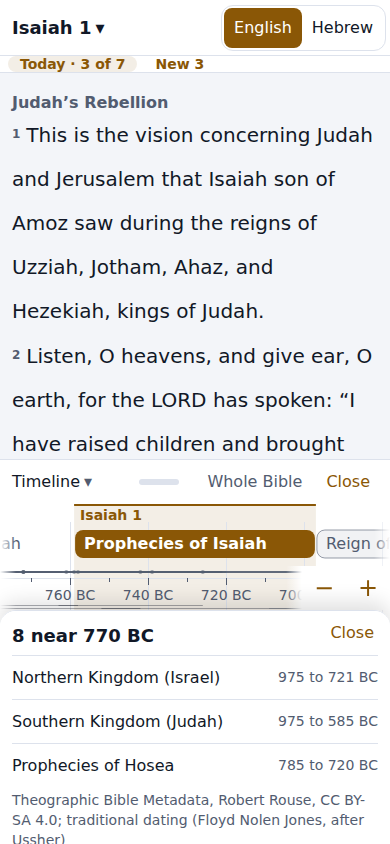 Isaiah 1 ▾ English Hebrew
Today · 3 of 7 New 3
Judah’s Rebellion
1 This is the vision concerning Judah
and Jerusalem that Isaiah son of
Amoz saw during the reigns of
Uzziah, Jotham, Ahaz, and
Hezekiah, kings of Judah.
2 Listen, O heavens, and give ear, O
earth, for the LORD has spoken: “I
have raised children and brought
Timeline ▾ Whole Bible Close
Isaiah 1
ah Prophecies of Isaiah Reign of
760 BC 740 BC 720 BC 700 − +
8 near 770 BC Close
Northern Kingdom (Israel) 975 to 721 BC
Southern Kingdom (Judah) 975 to 585 BC
Prophecies of Hosea 785 to 720 BC
Theographic Bible Metadata, Robert Rouse, CC BY-
SA 4.0; traditional dating (Floyd Nolen Jones, after
Ussher)